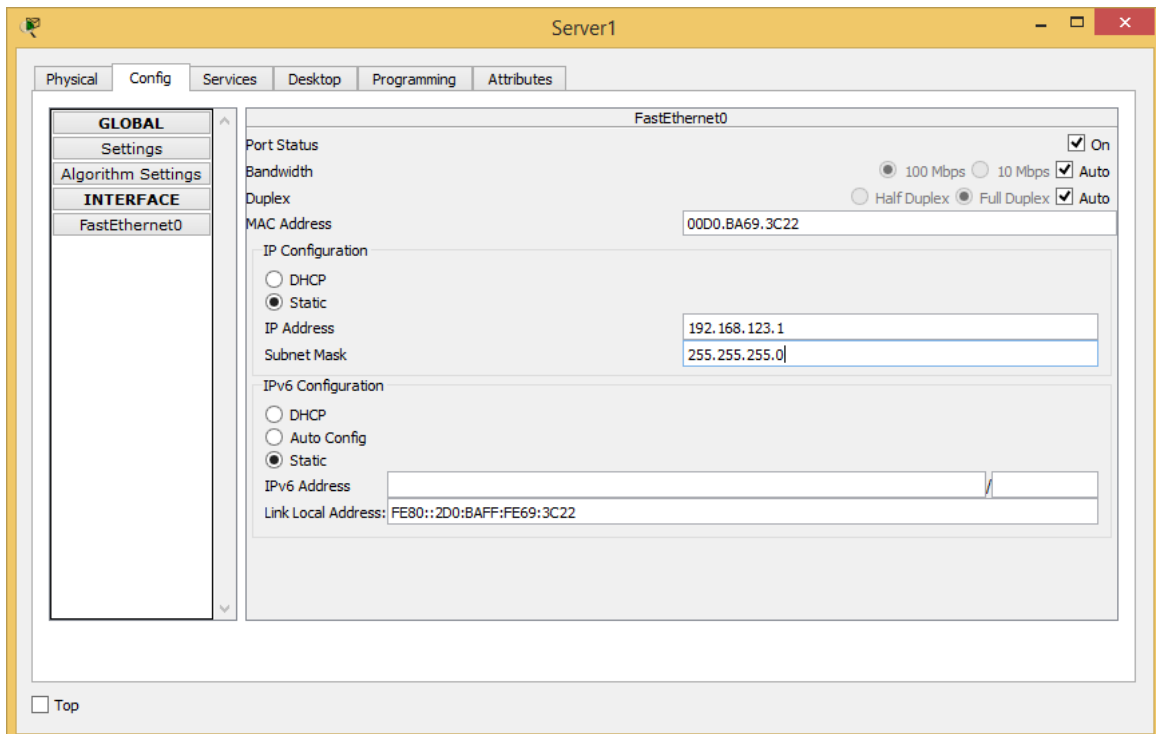 Server1
Physical Config Services Desktop Programming Attributes
GLOBAL
Settings
Algorithm Settings
INTERFACE
FastEthernet0
FastEthernet0
Port Status On
Bandwidth 100 Mbps 10 Mbps Auto
Duplex Half Duplex Full Duplex Auto
MAC Address 00D0.BA69.3C22
IP Configuration
DHCP
Static
IP Address 192.168.123.1
Subnet Mask 255.255.255.0
IPv6 Configuration
DHCP
Auto Config
Static
IPv6 Address /
Link Local Address: FE80::2D0:BAFF:FE69:3C22
Top